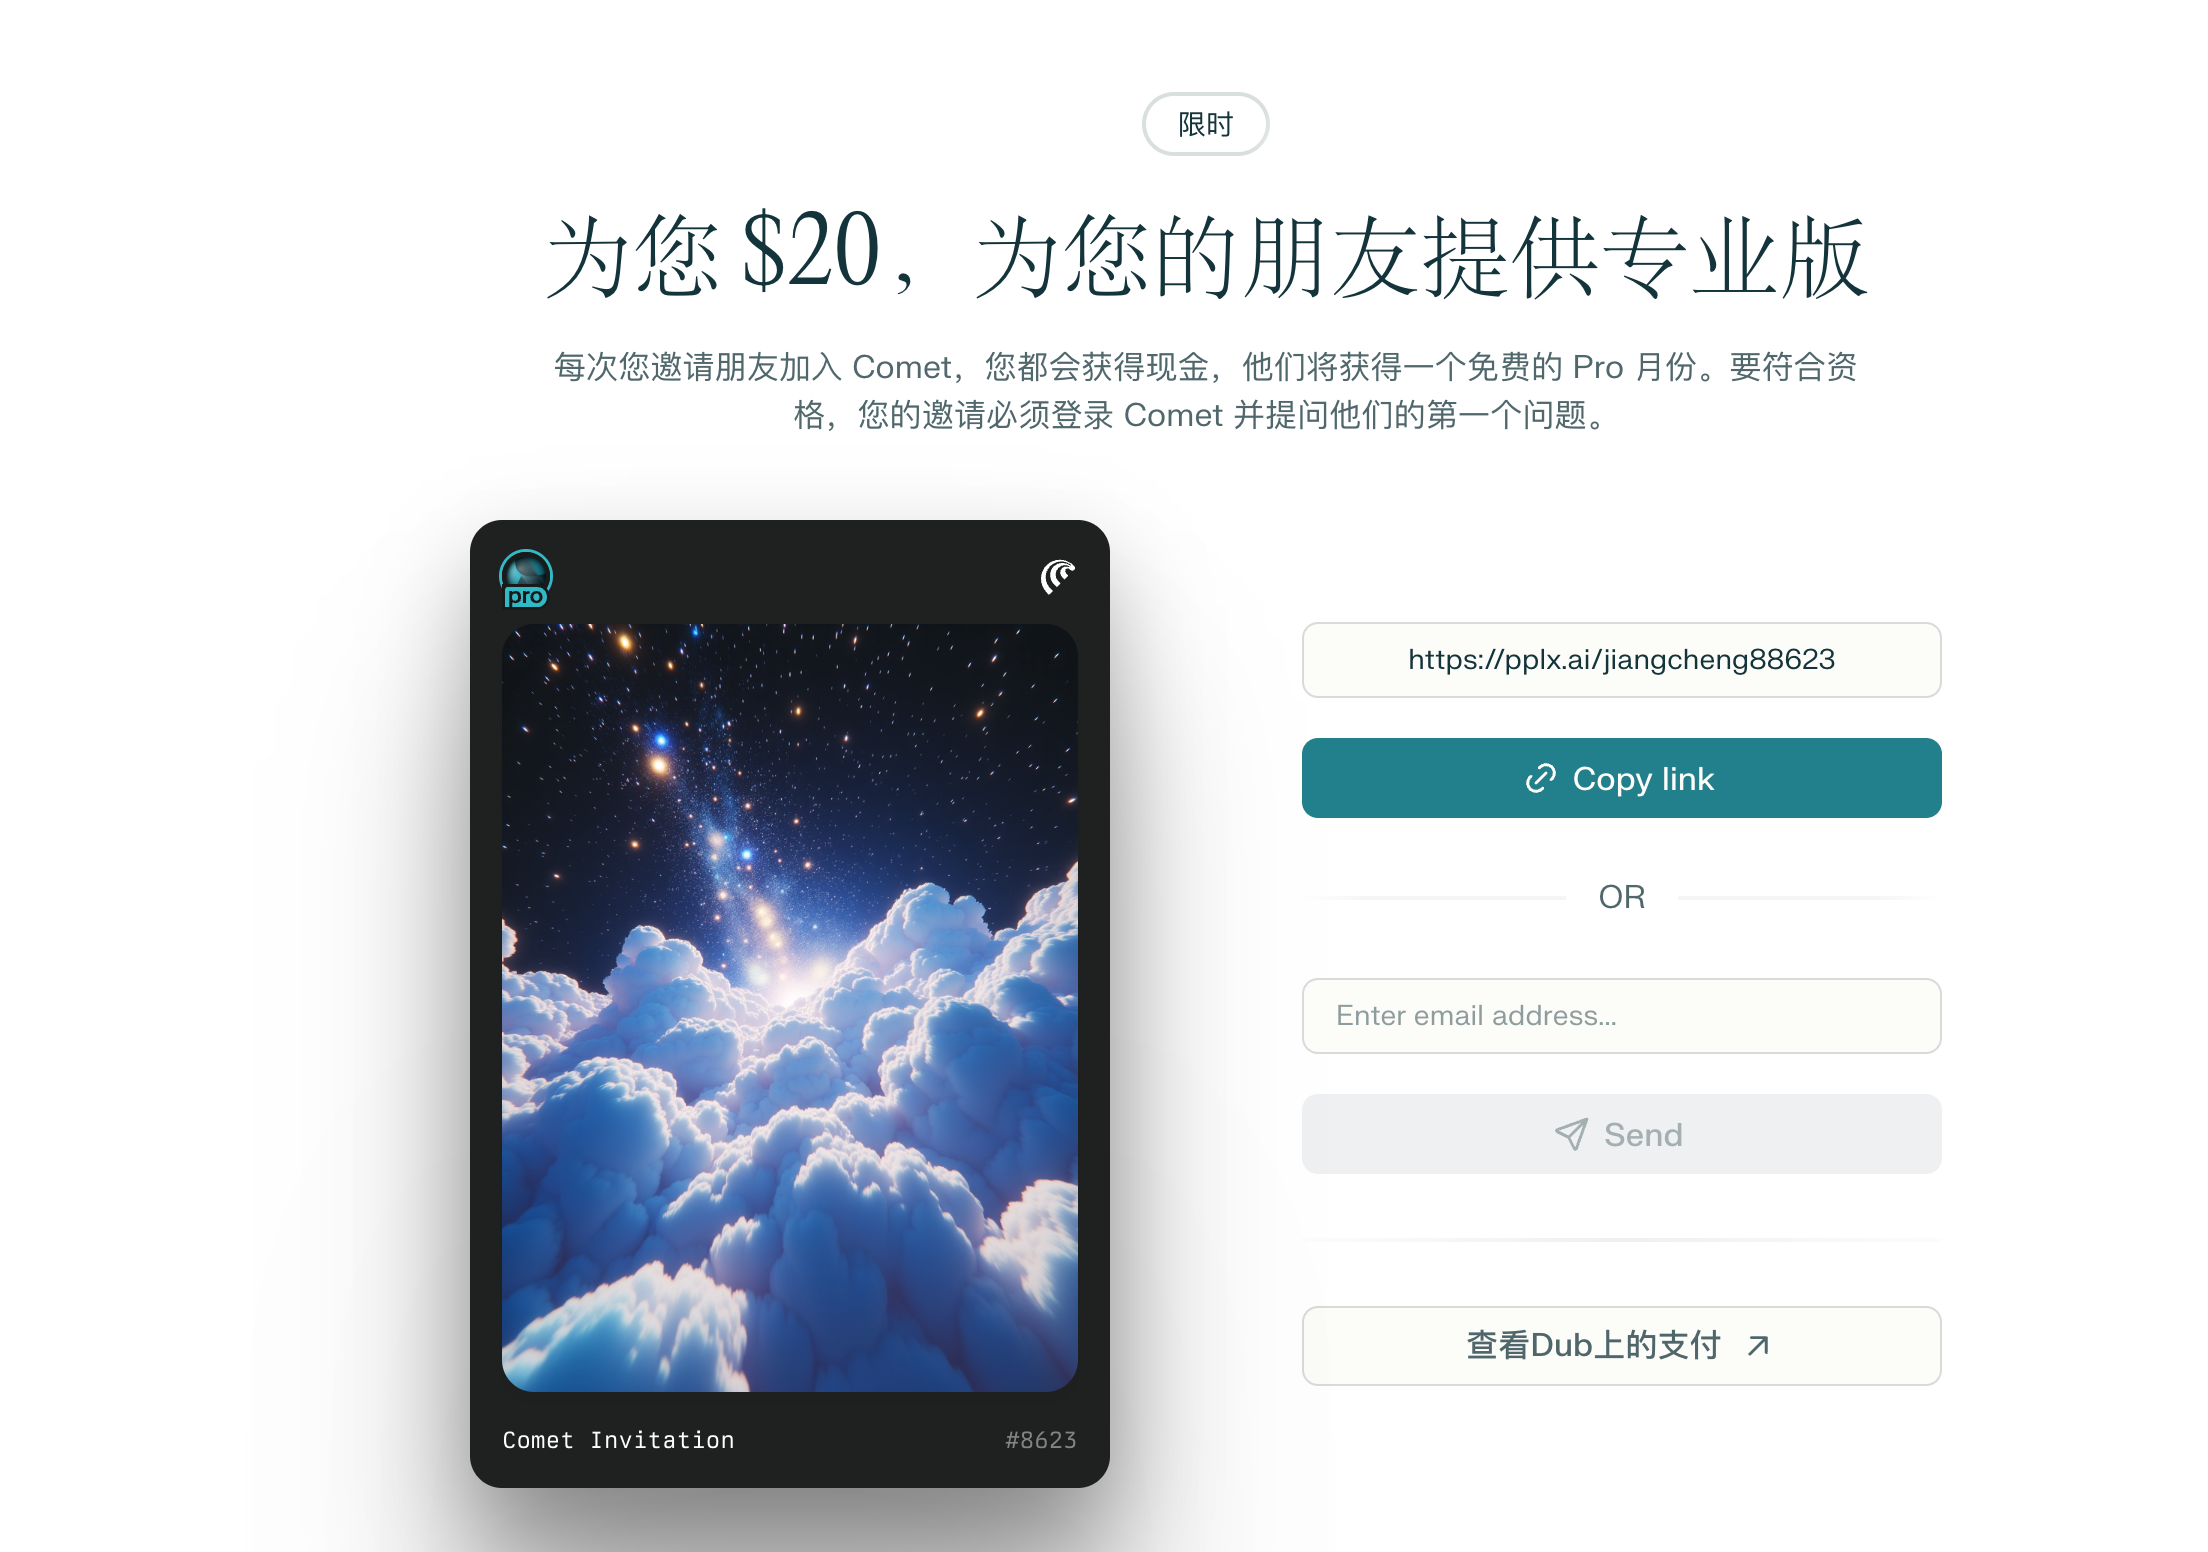 限时
为您 $20，为您的朋友提供专业版
每次您邀请朋友加入 Comet，您都会获得现金，他们将获得一个免费的 Pro 月份。要符合资
格，您的邀请必须登录 Comet 并提问他们的第一个问题。
pro
https://pplx.ai/jiangcheng88623
Copy link
OR
Enter email address...
Send
查看Dub上的支付
Comet Invitation
#8623